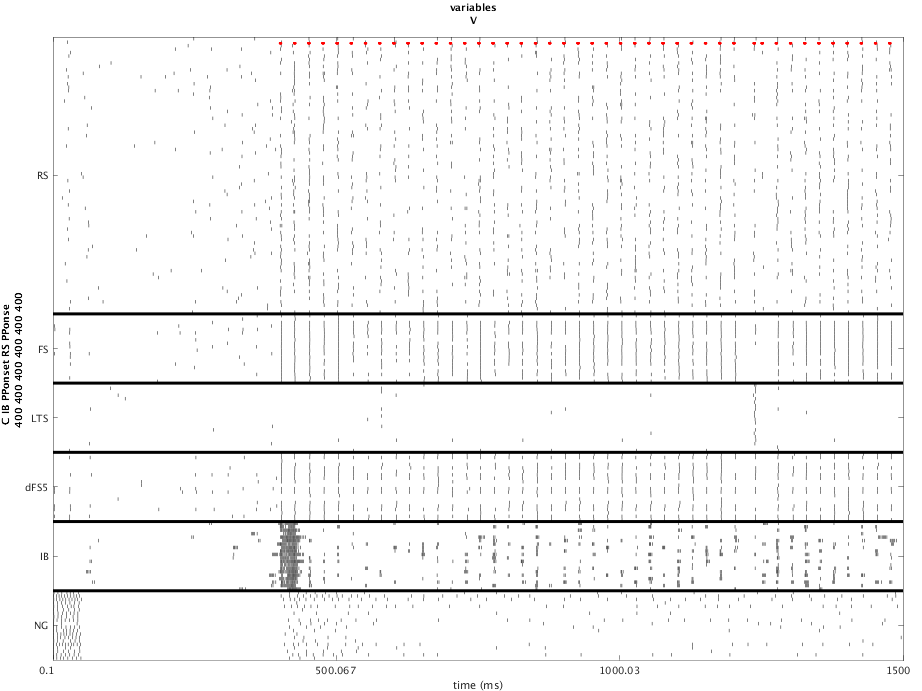 variables
V
C IB PPonset RS PPonse
400 400 400 400 400 400 400
RS
FS
LTS
dFS5
IB
NG
0.1
500.067
1000.03
1500
time (ms)